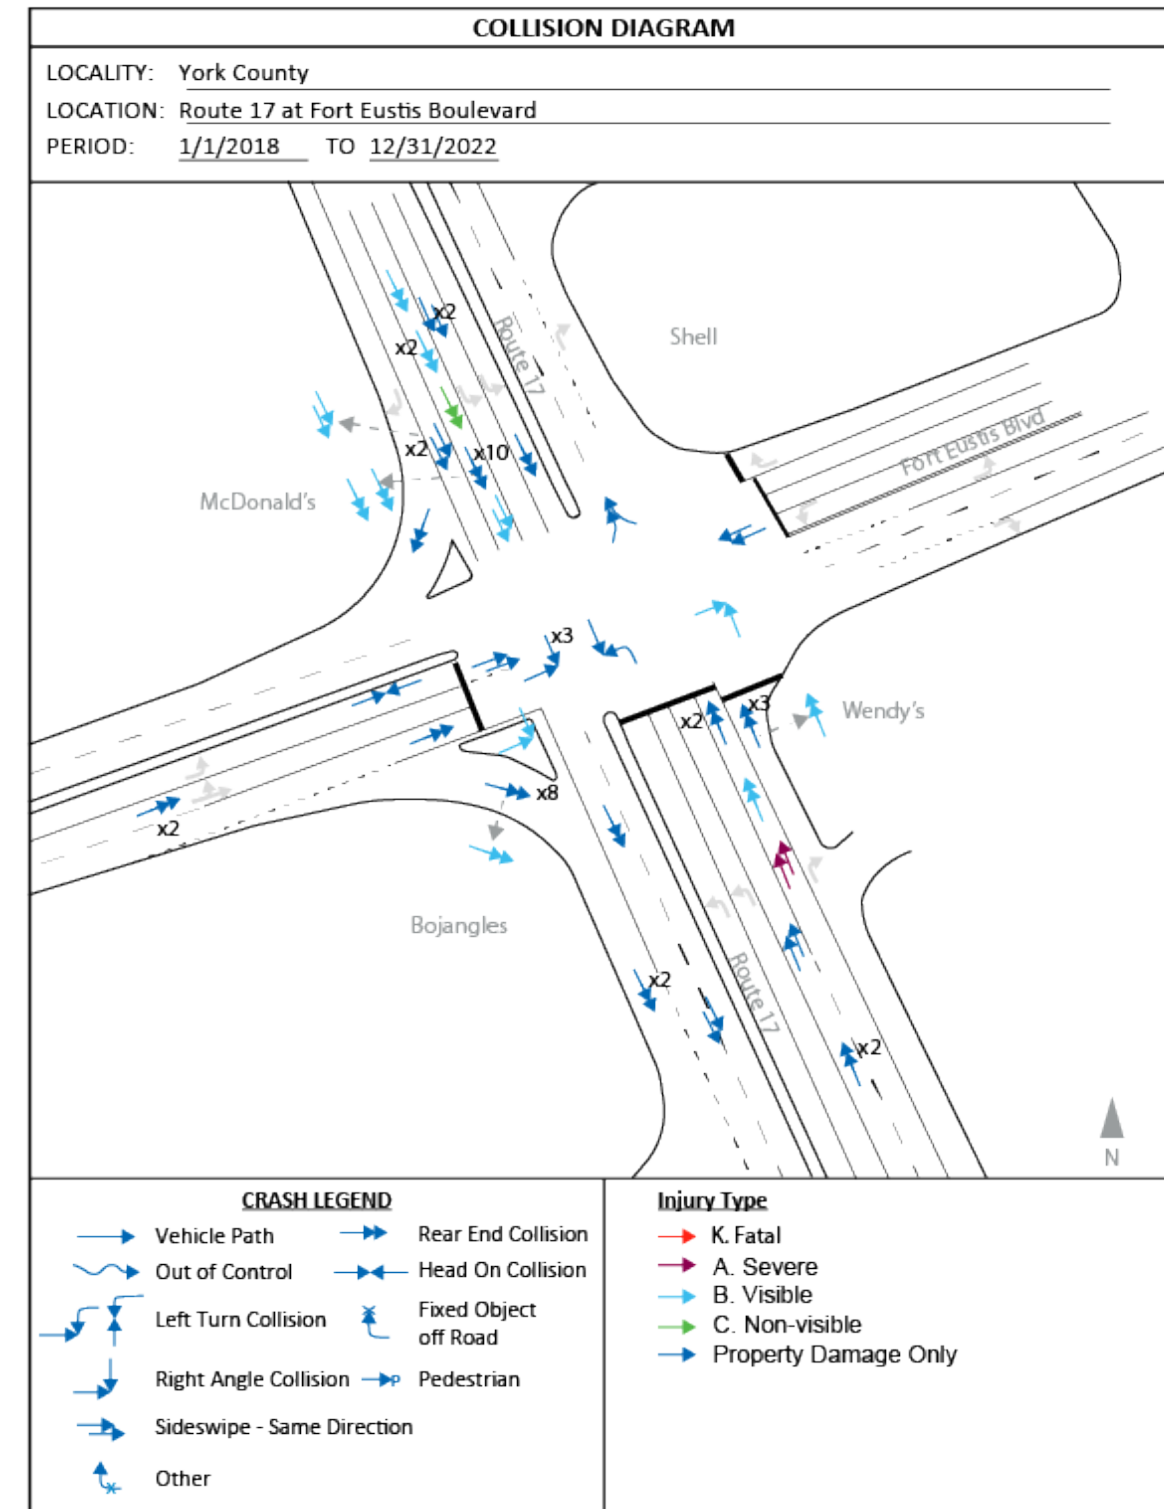 COLLISION DIAGRAM
LOCALITY: York County
LOCATION: Route 17 at Fort Eustis Boulevard
PERIOD: 1/1/2018 TO 12/31/2022
x2
Route 17
Shell
x2
Fort Eustis Blvd
x2
x10
McDonald's
x3
x2
x3
Wendy's
x8
x2
Bojangles
x2
Route 17
x2
N
CRASH LEGEND
Vehicle Path
Rear End Collision
Out of Control
Head On Collision
Left Turn Collision
Fixed Object
off Road
Right Angle Collision
P
Pedestrian
Sideswipe - Same Direction
Other
Injury Type
K. Fatal
A. Severe
B. Visible
C. Non-visible
Property Damage Only